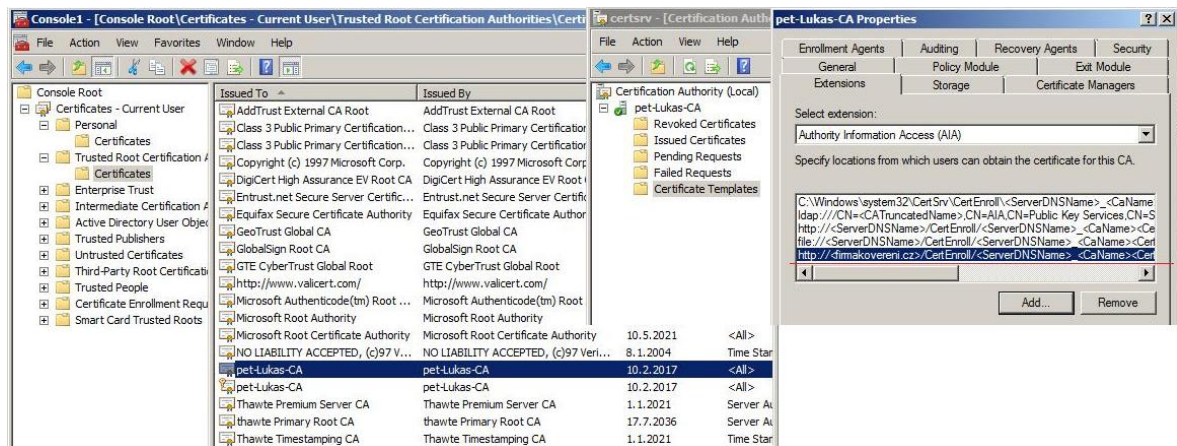 Console1 - [Console Root\Certificates - Current User\Trusted Root Certification Authorities\Certi
File Action View Favorites Window Help
Console Root
Certificates - Current User
Personal
Certificates
Trusted Root Certification A
Certificates
Enterprise Trust
Intermediate Certification A
Active Directory User Objec
Trusted Publishers
Untrusted Certificates
Third-Party Root Certificati
Trusted People
Certificate Enrollment Requ
Smart Card Trusted Roots
Issued To Issued By
AddTrust External CA Root AddTrust External CA Root
Class 3 Public Primary Certification... Class 3 Public Primary Certification
Class 3 Public Primary Certification... Class 3 Public Primary Certification
Copyright (c) 1997 Microsoft Corp. Copyright (c) 1997 Microsoft Corp
DigiCert High Assurance EV Root CA DigiCert High Assurance EV Root
Entrust.net Secure Server Certific... Entrust.net Secure Server Certific
Equifax Secure Certificate Authority Equifax Secure Certificate Author
GeoTrust Global CA GeoTrust Global CA
GlobalSign Root CA GlobalSign Root CA
GTE CyberTrust Global Root GTE CyberTrust Global Root
http://www.valicert.com/ http://www.valicert.com/
Microsoft Authenticode(tm) Root ... Microsoft Authenticode(tm) Root
Microsoft Root Authority Microsoft Root Authority
Microsoft Root Certificate Authority Microsoft Root Certificate Authority 10.5.2021 <All>
NO LIABILITY ACCEPTED, (c)97 V... NO LIABILITY ACCEPTED, (c)97 Veri... 8.1.2004 Time Star
pet-Lukas-CA pet-Lukas-CA 10.2.2017 <All>
pet-Lukas-CA pet-Lukas-CA 10.2.2017 <All>
Thawte Premium Server CA Thawte Premium Server CA 1.1.2021 Server Au
thawte Primary Root CA thawte Primary Root CA 17.7.2036 Server Au
Thawte Timestamping CA Thawte Timestamping CA 1.1.2021 Time Star
certsrv - [Certification Autho
File Action View Help
Certification Authority (Local)
pet-Lukas-CA
Revoked Certificates
Issued Certificates
Pending Requests
Failed Requests
Certificate Templates
pet-Lukas-CA Properties
Enrollment Agents Auditing Recovery Agents Security
General Policy Module Exit Module
Extensions Storage Certificate Managers
Select extension:
Authority Information Access (AIA)
Specify locations from which users can obtain the certificate for this CA.
C:\Windows\system32\CertSrv\CertEnroll\<ServerDNSName>_<CaName
ldap:///CN=<CATruncatedName>,CN=AIA,CN=Public Key Services,CN=S
http://<ServerDNSName>/CertEnroll/<ServerDNSName>_<CaName><Ce
file://<ServerDNSName>/CertEnroll/<ServerDNSName>_<CaName><Cert
http://<firmakovereni.cz>/CertEnroll/<ServerDNSName>_<CaName><Cert
Add... Remove